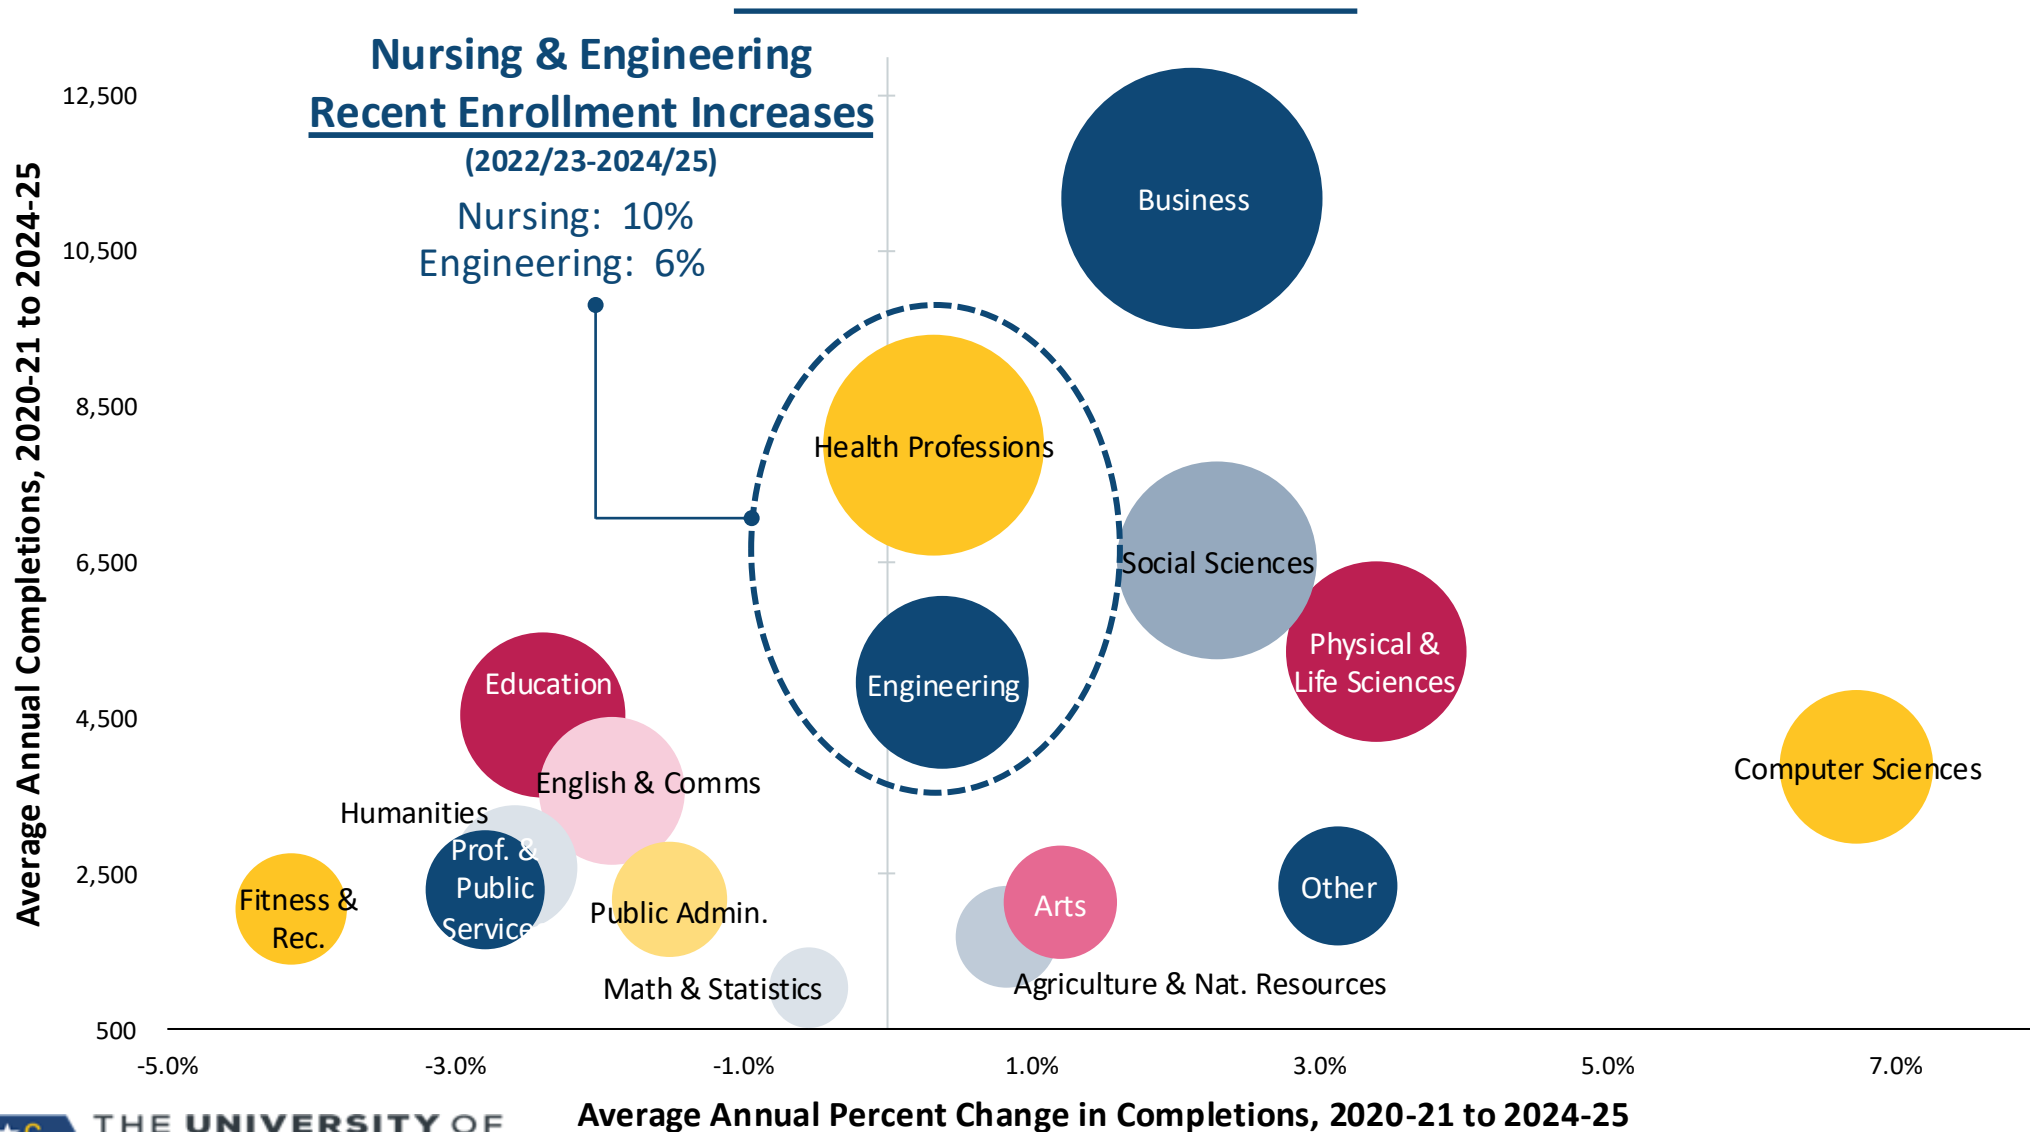 Nursing & Engineering
Recent Enrollment Increases
(2022/23-2024/25)
Nursing: 10%
Engineering: 6%
Average Annual Completions, 2020-21 to 2024-25
12,500
10,500
8,500
6,500
4,500
2,500
500
Business
Health Professions
Social Sciences
Physical &
Life Sciences
Engineering
Education
Computer Sciences
English & Comms
Humanities
Prof. &
Public
Service
Fitness &
Rec.
Public Admin.
Arts
Other
Math & Statistics
Agriculture & Nat. Resources
-5.0%
-3.0%
-1.0%
1.0%
3.0%
5.0%
7.0%
Average Annual Percent Change in Completions, 2020-21 to 2024-25
THE UNIVERSITY OF